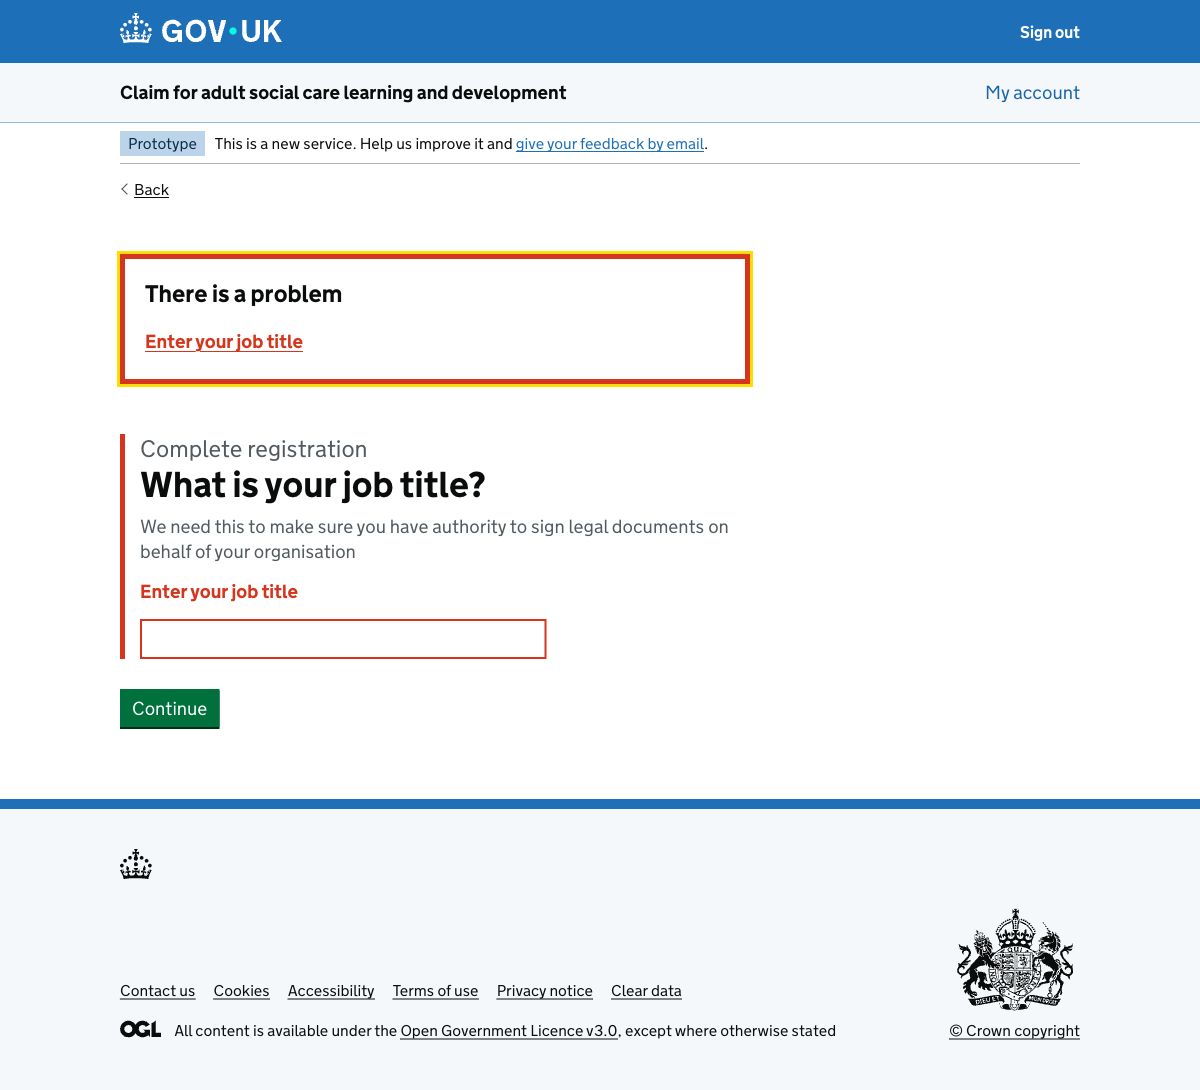 GOV·UK
Sign out
Claim for adult social care learning and development
My account
Prototype This is a new service. Help us improve it and give your feedback by email.
Back
There is a problem
Enter your job title
Complete registration
What is your job title?
We need this to make sure you have authority to sign legal documents on
behalf of your organisation
Enter your job title
Continue
Contact us Cookies Accessibility Terms of use Privacy notice Clear data
OGL All content is available under the Open Government Licence v3.0, except where otherwise stated
© Crown copyright